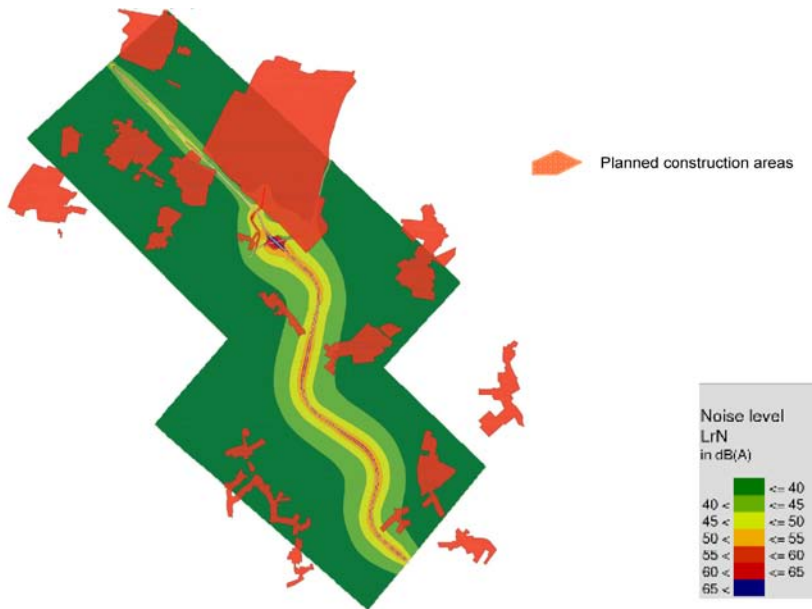 Planned construction areas
Noise level
LrN
in dB(A)
<= 40
40 < <= 45
45 < <= 50
50 < <= 55
55 < <= 60
60 < <= 65
65 <